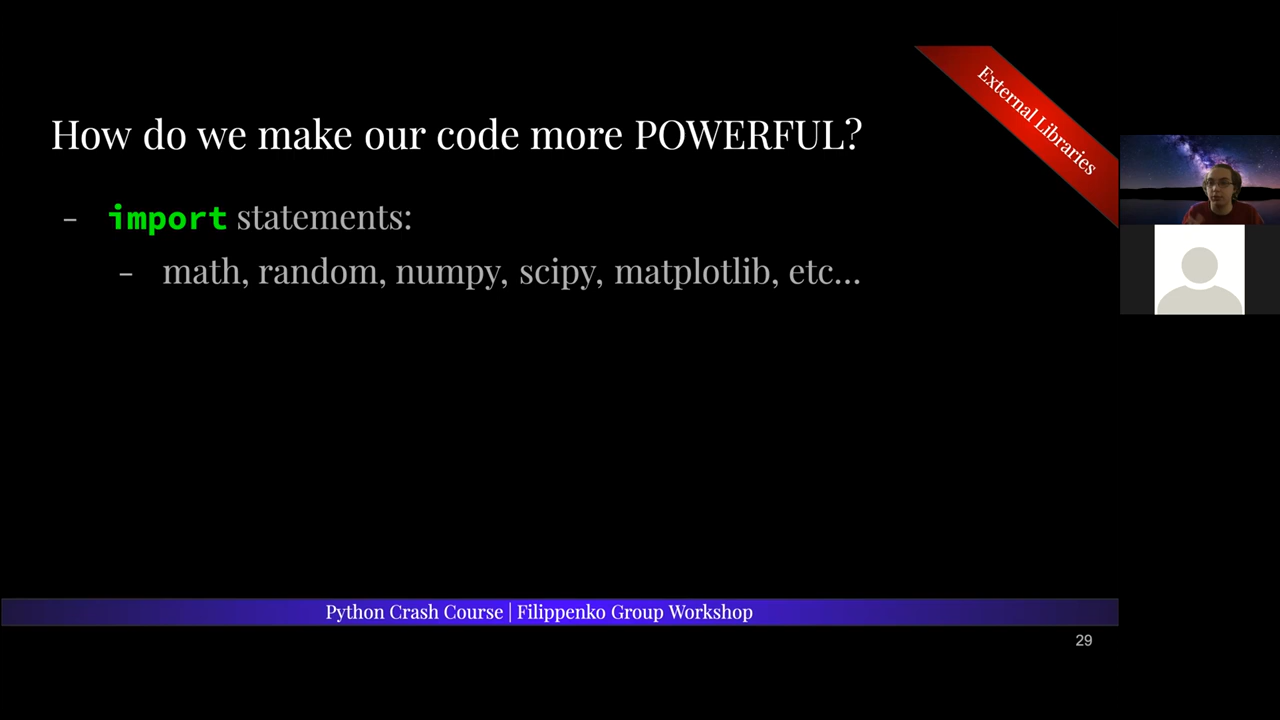 External Libraries
How do we make our code more POWERFUL?
- import statements:
- math, random, numpy, scipy, matplotlib, etc...
Python Crash Course | Filippenko Group Workshop
29